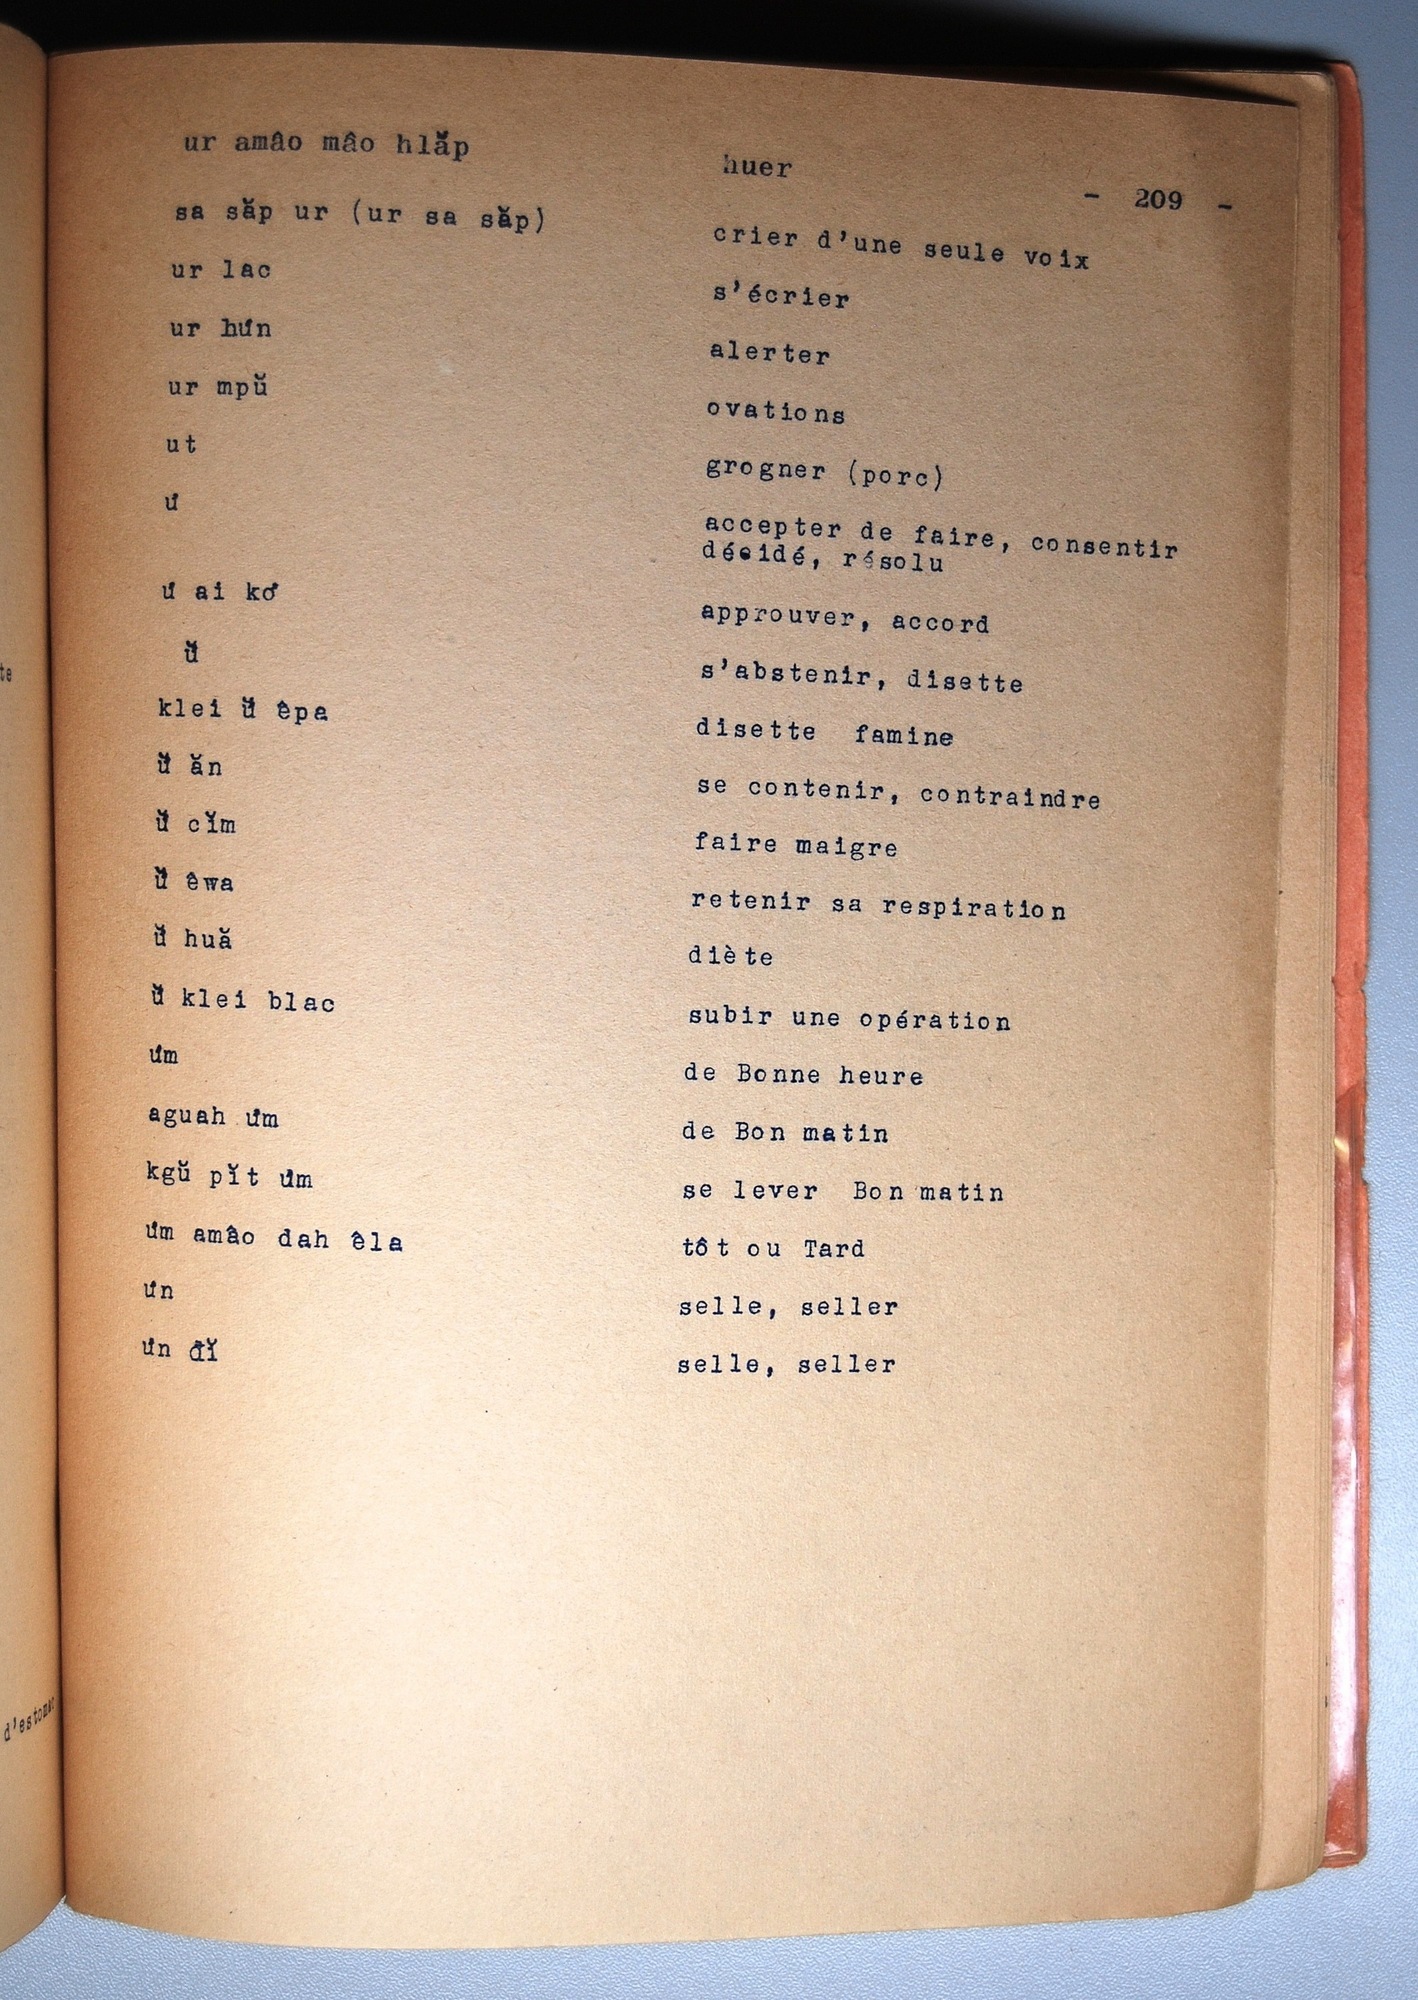 - 209 -
ur amâo mâo hlăp huer
sa săp ur (ur sa săp) crier d'une seule voix
ur lac s'écrier
ur hưn alerter
ur mpŭ ovations
ut grogner (porc)
ư accepter de faire, consentir
décidé, résolu
ư ai kơ approuver, accord
ư̆ s'abstenir, disette
klei ư̆ êpa disette famine
ư̆ ăn se contenir, contraindre
ư̆ cĭm faire maigre
ư̆ êwa retenir sa respiration
ư̆ huă diète
ư̆ klei blac subir une opération
ưm de Bonne heure
aguah ưm de Bon matin
kgŭ pĭt ưm se lever Bon matin
ưm amâo dah êla tôt ou Tard
ưn selle, seller
ưn đĭ selle, seller
te
d'estomac